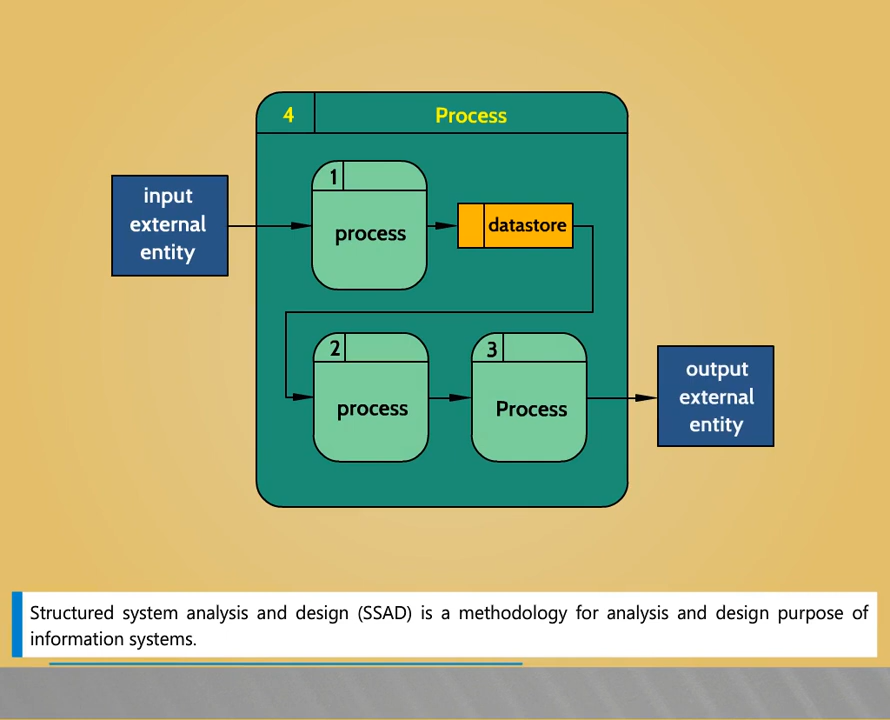 4 Process
1
input
external
entity
process
datastore
2
process
3
Process
output
external
entity
Structured system analysis and design (SSAD) is a methodology for analysis and design purpose of
information systems.